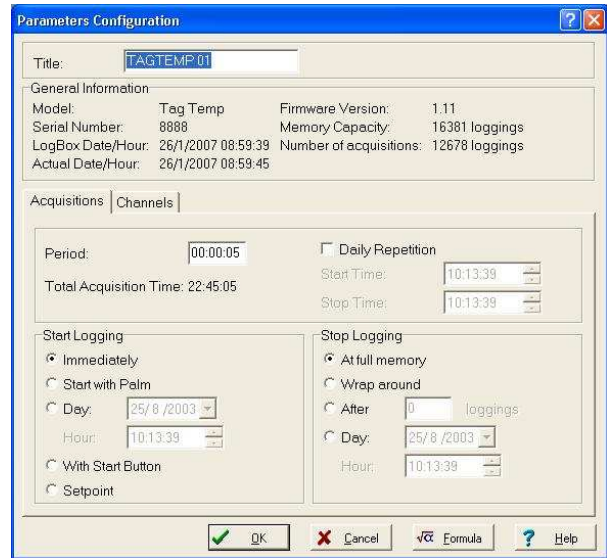 Parameters Configuration
Title: TAGTEMP 01
General Information
Model: Tag Temp Firmware Version: 1.11
Serial Number: 8888 Memory Capacity: 16381 loggings
LogBox Date/Hour: 26/1/2007 08:59:39 Number of acquisitions: 12678 loggings
Actual Date/Hour: 26/1/2007 08:59:45
Acquisitions Channels
Period: 00:00:05
Total Acquisition Time: 22:45:05
Daily Repetition
Start Time: 10:13:39
Stop Time: 10:13:39
Start Logging
Immediately
Start with Palm
Day: 25/ 8 /2003
Hour: 10:13:39
With Start Button
Setpoint
Stop Logging
At full memory
Wrap around
After 0 loggings
Day: 25/ 8 /2003
Hour: 10:13:39
OK Cancel √α Formula ? Help